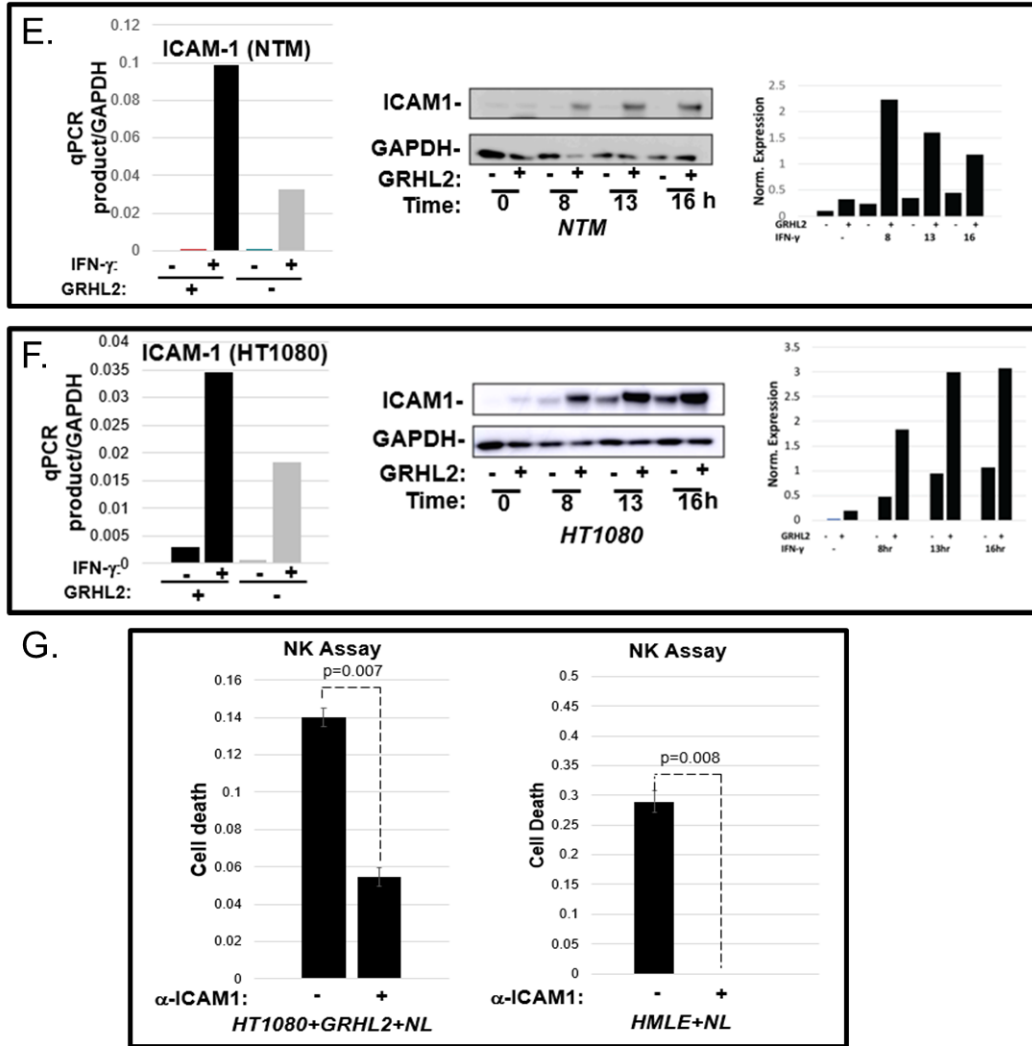 E.
ICAM-1 (NTM)
qPCR
product/GAPDH
0.12
0.1
0.08
0.06
0.04
0.02
0
IFN-γ: - + - +
GRHL2: + -
ICAM1-
GAPDH-
GRHL2: - + - + - + - +
Time: 0 8 13 16 h
NTM
Norm. Expression
2.5
2
1.5
1
0.5
0
GRHL2 - + - + - + - +
IFN-γ - 8 13 16
F.
ICAM-1 (HT1080)
qPCR
product/GAPDH
0.04
0.035
0.03
0.025
0.02
0.015
0.01
0.005
0
IFN-γ: - + - +
GRHL2: + -
ICAM1-
GAPDH-
GRHL2: - + - + - + - +
Time: 0 8 13 16h
HT1080
Norm. Expression
3.5
3
2.5
2
1.5
1
0.5
0
GRHL2 - + - + - + - +
IFN-γ - 8hr 13hr 16hr
G.
NK Assay
p=0.007
Cell death
0.16
0.14
0.12
0.1
0.08
0.06
0.04
0.02
0
α-ICAM1: - +
HT1080+GRHL2+NL
NK Assay
p=0.008
Cell Death
0.5
0.45
0.4
0.35
0.3
0.25
0.2
0.15
0.1
0.05
0
α-ICAM1: - +
HMLE+NL